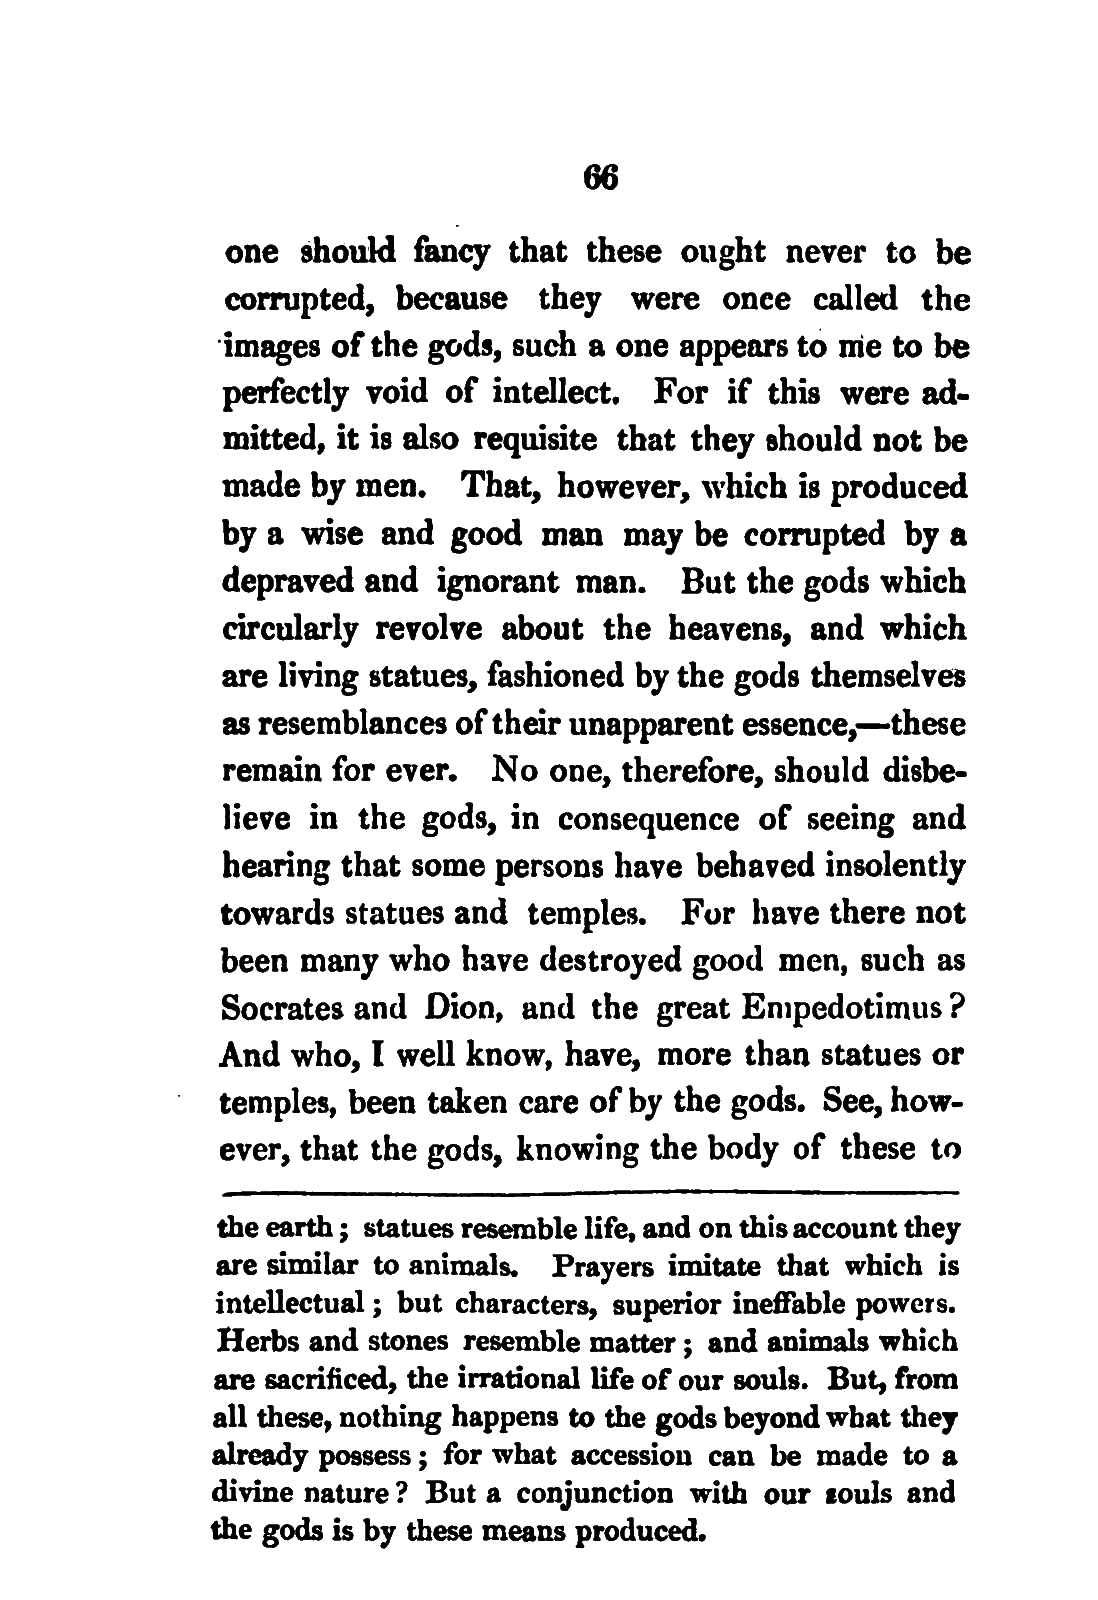 66
one should fancy that these ought never to be
corrupted, because they were once called the
images of the gods, such a one appears to me to be
perfectly void of intellect. For if this were ad-
mitted, it is also requisite that they should not be
made by men. That, however, which is produced
by a wise and good man may be corrupted by a
depraved and ignorant man. But the gods which
circularly revolve about the heavens, and which
are living statues, fashioned by the gods themselves
as resemblances of their unapparent essence,—these
remain for ever. No one, therefore, should disbe-
lieve in the gods, in consequence of seeing and
hearing that some persons have behaved insolently
towards statues and temples. For have there not
been many who have destroyed good men, such as
Socrates and Dion, and the great Empedotimus?
And who, I well know, have, more than statues or
temples, been taken care of by the gods. See, how-
ever, that the gods, knowing the body of these to
the earth; statues resemble life, and on this account they
are similar to animals. Prayers imitate that which is
intellectual; but characters, superior ineffable powers.
Herbs and stones resemble matter; and animals which
are sacrificed, the irrational life of our souls. But, from
all these, nothing happens to the gods beyond what they
already possess; for what accession can be made to a
divine nature? But a conjunction with our souls and
the gods is by these means produced.